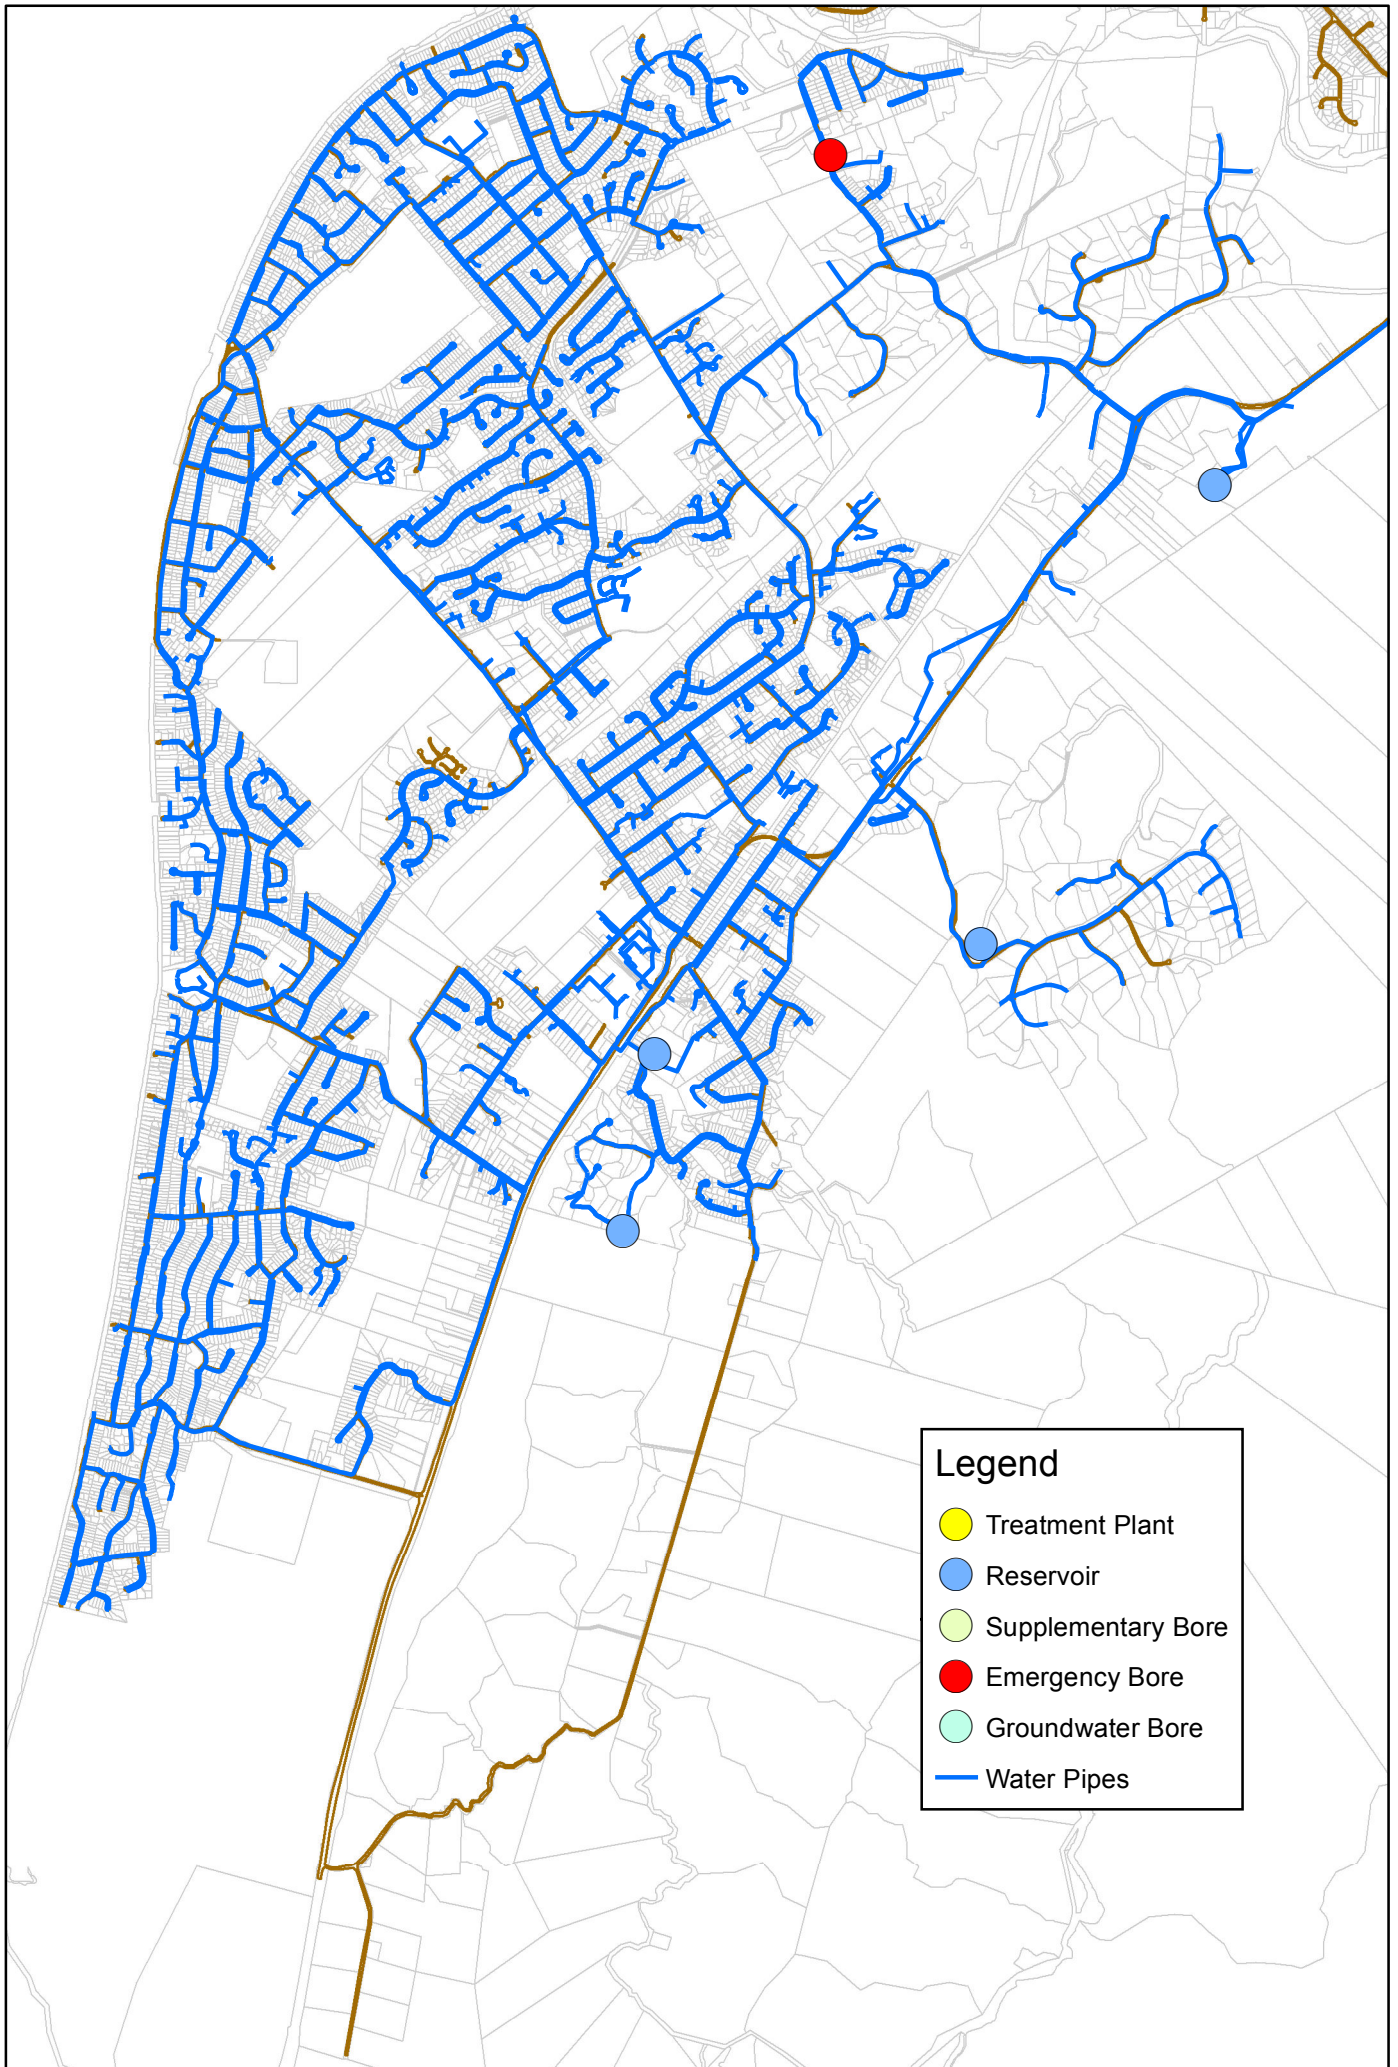 Legend
Treatment Plant
Reservoir
Supplementary Bore
Emergency Bore
Groundwater Bore
Water Pipes